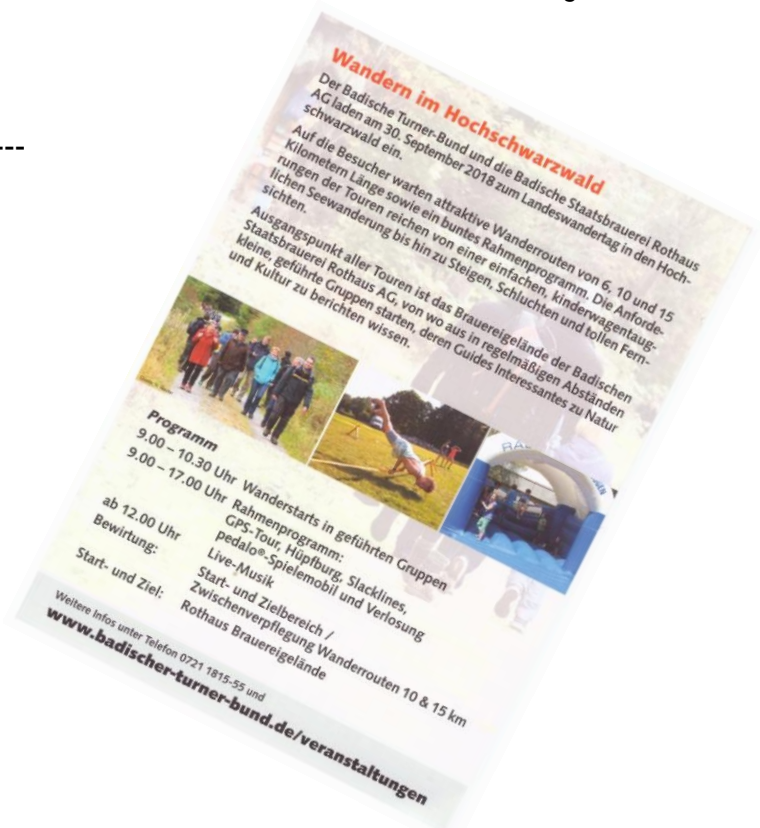 ---
Wandern im Hochschwarzwald
Der Badische Turner-Bund und die Badische Staatsbrauerei Rothaus
AG laden am 30. September 2018 zum Landeswandertag in den Hoch-
schwarzwald ein.
Auf die Besucher warten attraktive Wanderrouten von 6, 10 und 15
Kilometern Länge sowie ein buntes Rahmenprogramm. Die Anforde-
rungen der Touren reichen von einer einfachen, kinderwagentaug-
lichen Seewanderung bis hin zu Steigen, Schluchten und tollen Fern-
sichten.
Ausgangspunkt aller Touren ist das Brauereigelände der Badischen
Staatsbrauerei Rothaus AG, von wo aus in regelmäßigen Abständen
kleine, geführte Gruppen starten, deren Guides Interessantes zu Natur
und Kultur zu berichten wissen.
Programm
9.00 – 10.30 Uhr Wanderstarts in geführten Gruppen
9.00 – 17.00 Uhr Rahmenprogramm:
GPS-Tour, Hüpfburg, Slacklines,
pedalo®-Spielemobil und Verlosung
ab 12.00 Uhr Live-Musik
Bewirtung: Start- und Zielbereich /
Zwischenverpflegung Wanderrouten 10 & 15 km
Start- und Ziel: Rothaus Brauereigelände
Weitere Infos unter Telefon 0721 1815-55 und
www.badischer-turner-bund.de/veranstaltungen